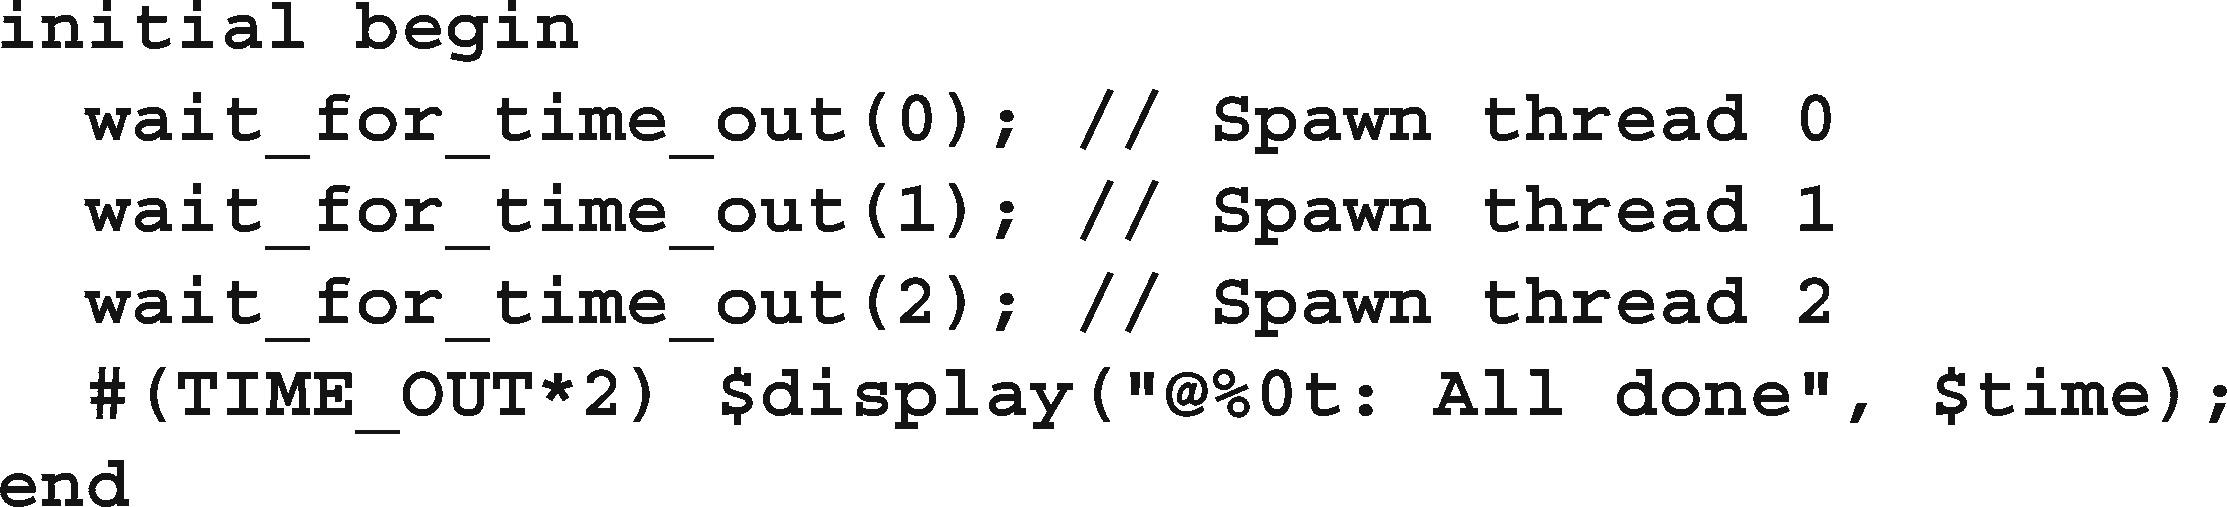 initial begin
  wait_for_time_out(0); // Spawn thread 0
  wait_for_time_out(1); // Spawn thread 1
  wait_for_time_out(2); // Spawn thread 2
  #(TIME_OUT*2) $display("@%0t: All done", $time);
end